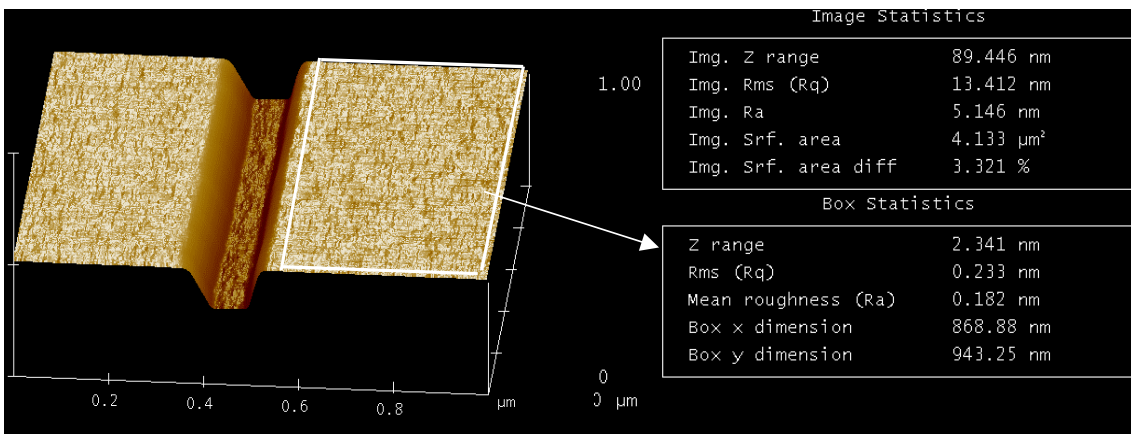 Image Statistics
Img. Z range 89.446 nm
Img. Rms (Rq) 13.412 nm
Img. Ra 5.146 nm
Img. Srf. area 4.133 µm²
Img. Srf. area diff 3.321 %
Box Statistics
Z range 2.341 nm
Rms (Rq) 0.233 nm
Mean roughness (Ra) 0.182 nm
Box x dimension 868.88 nm
Box y dimension 943.25 nm
1.00
0
µm
0.2 0.4 0.6 0.8 µm